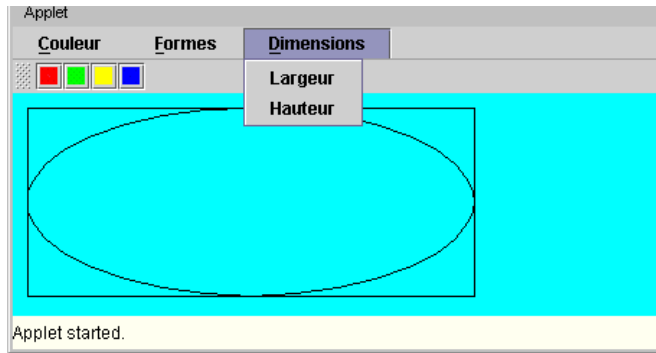 Applet
Couleur Formes Dimensions
Largeur
Hauteur
Applet started.